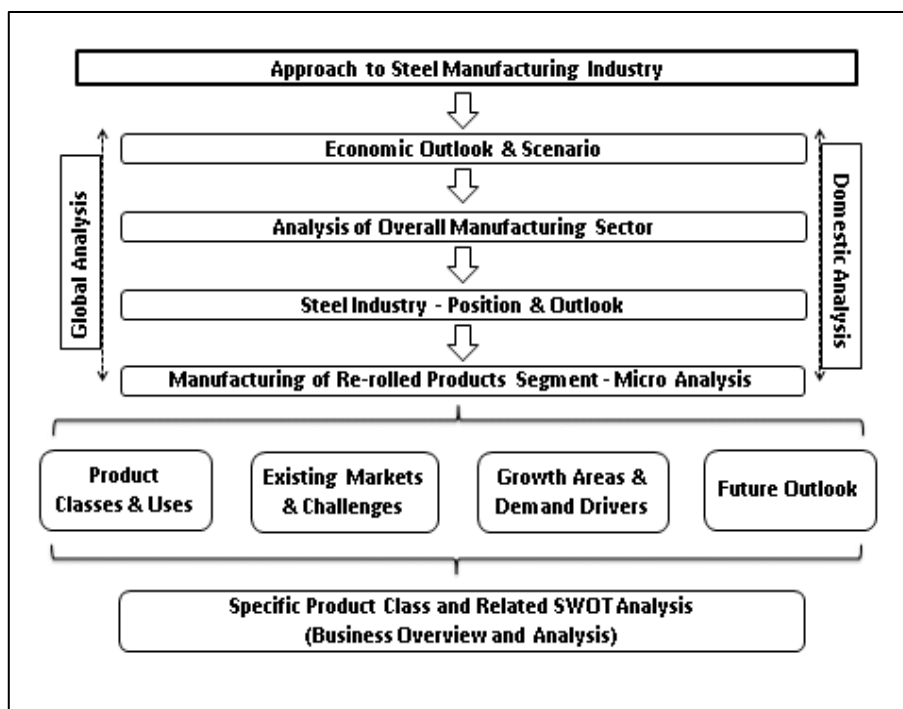 Approach to Steel Manufacturing Industry
Economic Outlook & Scenario
Global Analysis
Domestic Analysis
Analysis of Overall Manufacturing Sector
Steel Industry - Position & Outlook
Manufacturing of Re-rolled Products Segment - Micro Analysis
Product
Classes & Uses
Existing Markets
& Challenges
Growth Areas &
Demand Drivers
Future Outlook
Specific Product Class and Related SWOT Analysis
(Business Overview and Analysis)